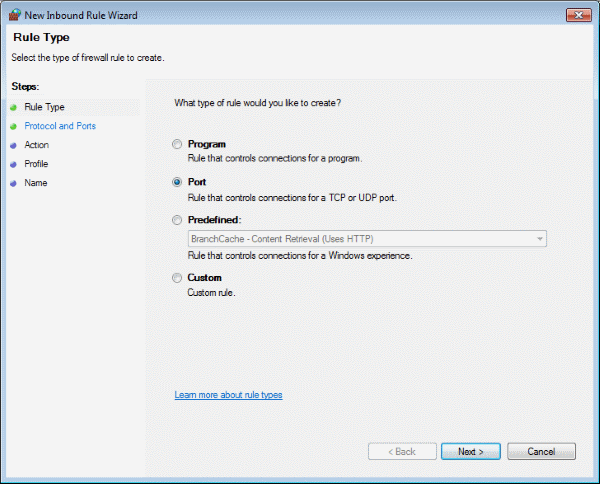 New Inbound Rule Wizard
Rule Type
Select the type of firewall rule to create.
Steps:
Rule Type
Protocol and Ports
Action
Profile
Name
What type of rule would you like to create?
Program
Rule that controls connections for a program.
Port
Rule that controls connections for a TCP or UDP port.
Predefined:
BranchCache - Content Retrieval (Uses HTTP)
Rule that controls connections for a Windows experience.
Custom
Custom rule.
Learn more about rule types
< Back
Next >
Cancel